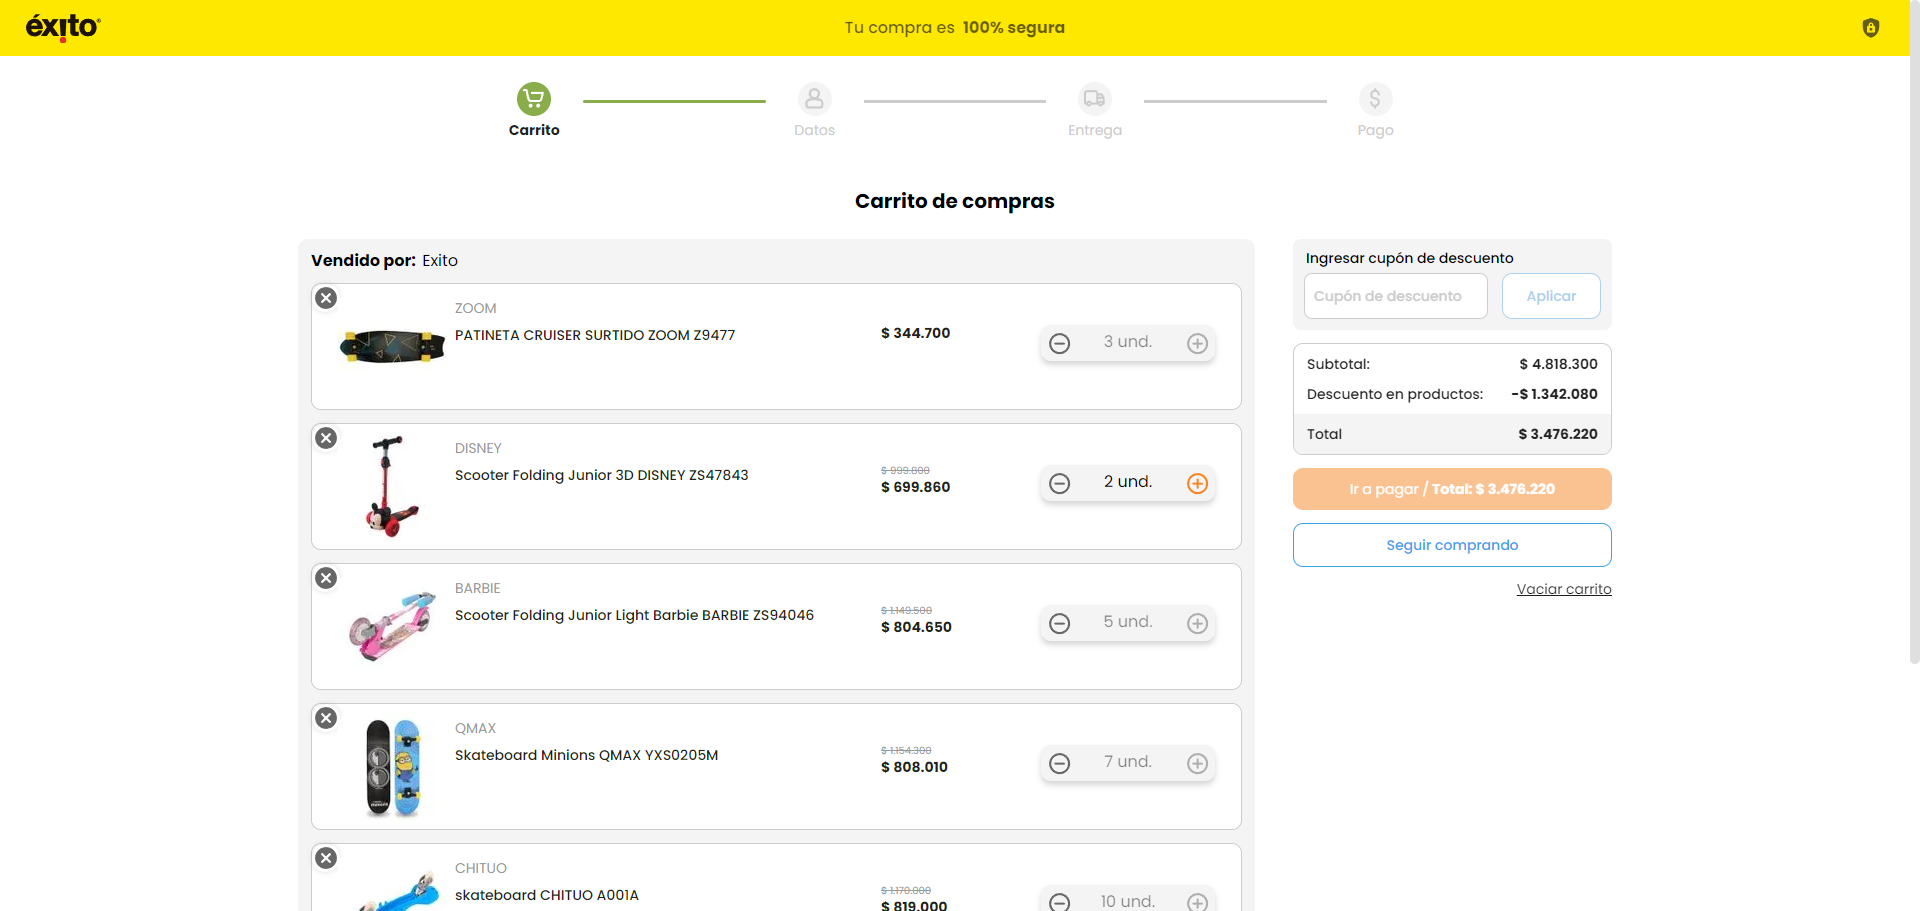 éxito
Tu compra es 100% segura
Carrito
Datos
Entrega
Pago
Carrito de compras
Vendido por: Exito
ZOOM
PATINETA CRUISER SURTIDO ZOOM Z9477
$ 344.700
3 und.
DISNEY
Scooter Folding Junior 3D DISNEY ZS47843
$ 999.800
$ 699.860
2 und.
BARBIE
Scooter Folding Junior Light Barbie BARBIE ZS94046
$ 1.149.500
$ 804.650
5 und.
QMAX
Skateboard Minions QMAX YXS0205M
$ 1.154.300
$ 808.010
7 und.
CHITUO
skateboard CHITUO A001A
$ 1.170.000
$ 819.000
10 und.
Ingresar cupón de descuento
Cupón de descuento
Aplicar
Subtotal: $ 4.818.300
Descuento en productos: -$ 1.342.080
Total $ 3.476.220
Ir a pagar / Total: $ 3.476.220
Seguir comprando
Vaciar carrito